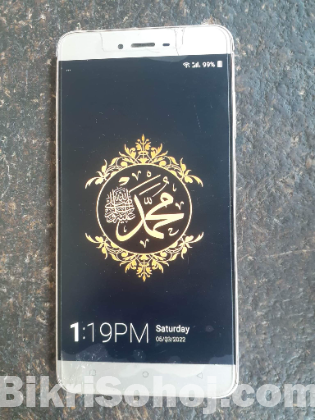 99%
محمد
صلى الله عليه وسلم
1:19PM
Saturday
06/03/2022
BikriSohoj.com